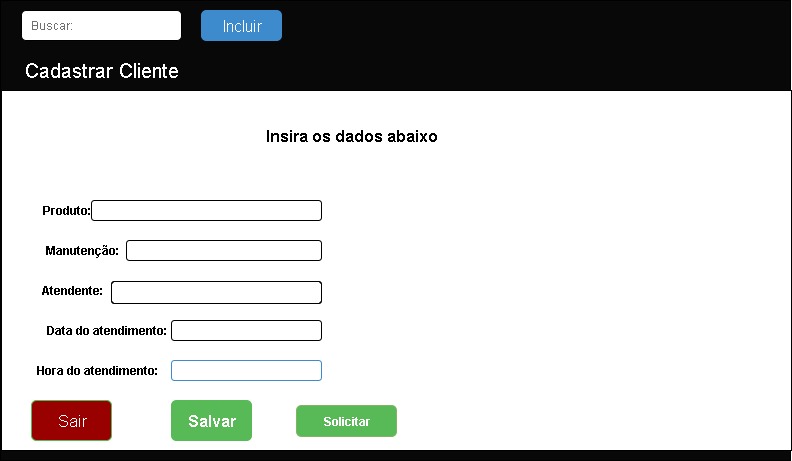 Buscar:
Incluir
Cadastrar Cliente
Insira os dados abaixo
Produto:
Manutenção:
Atendente:
Data do atendimento:
Hora do atendimento:
Sair
Salvar
Solicitar